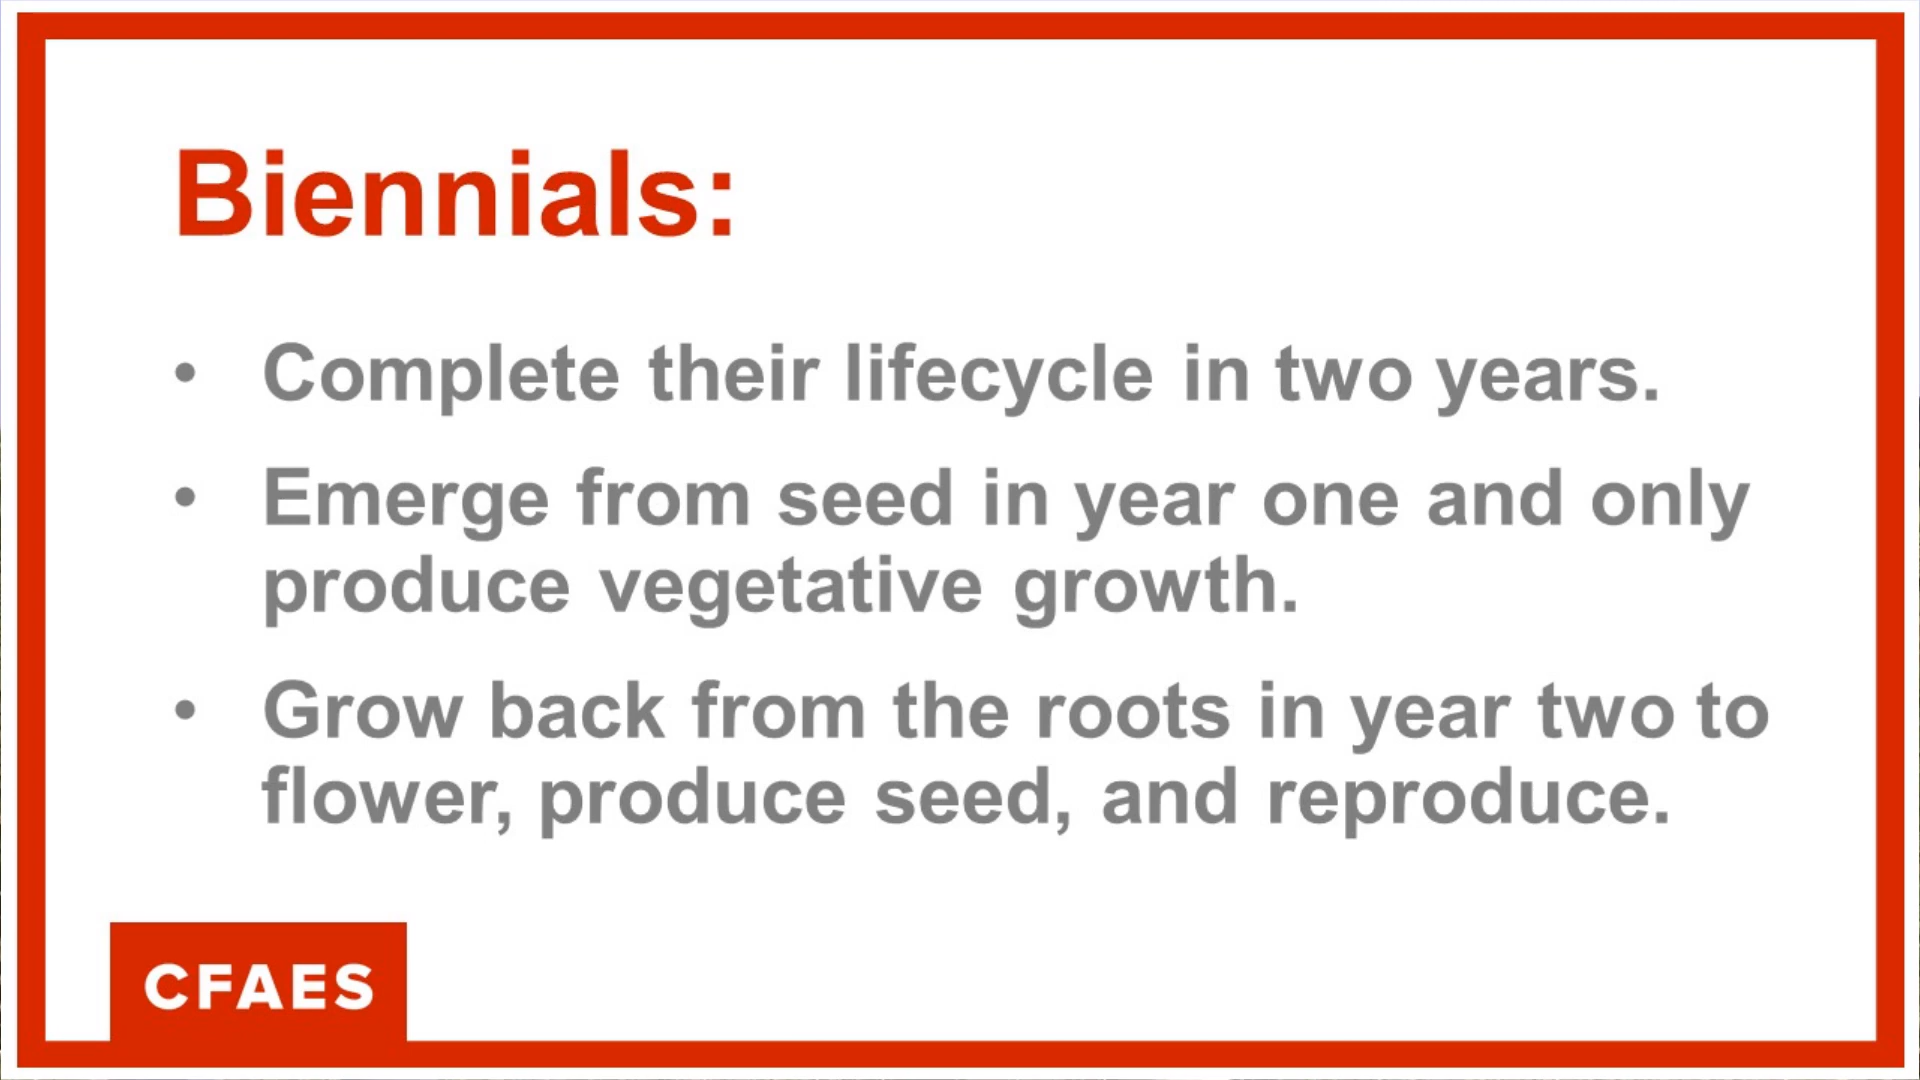 Biennials:
• Complete their lifecycle in two years.
• Emerge from seed in year one and only
produce vegetative growth.
• Grow back from the roots in year two to
flower, produce seed, and reproduce.
CFAES